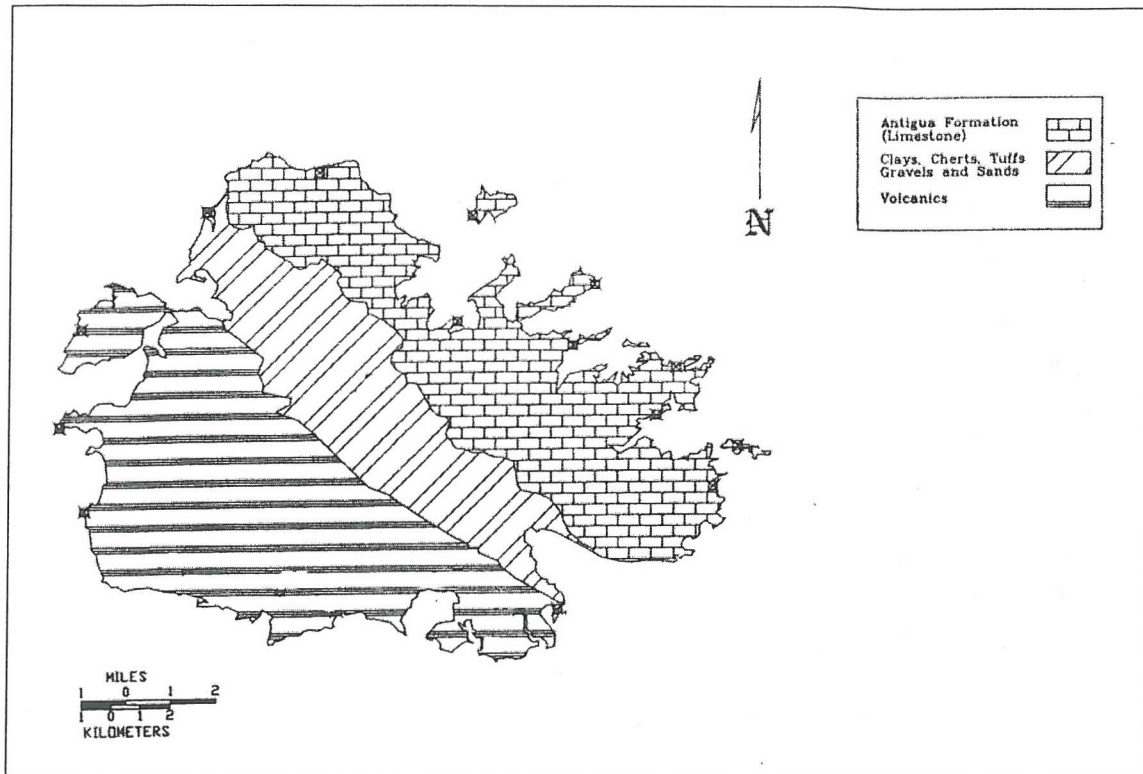 N
Antigua Formation
(Limestone)
Clays, Cherts, Tuffs
Gravels and Sands
Volcanics
MILES
1 0 1 2
1 0 1 2
KILOMETERS